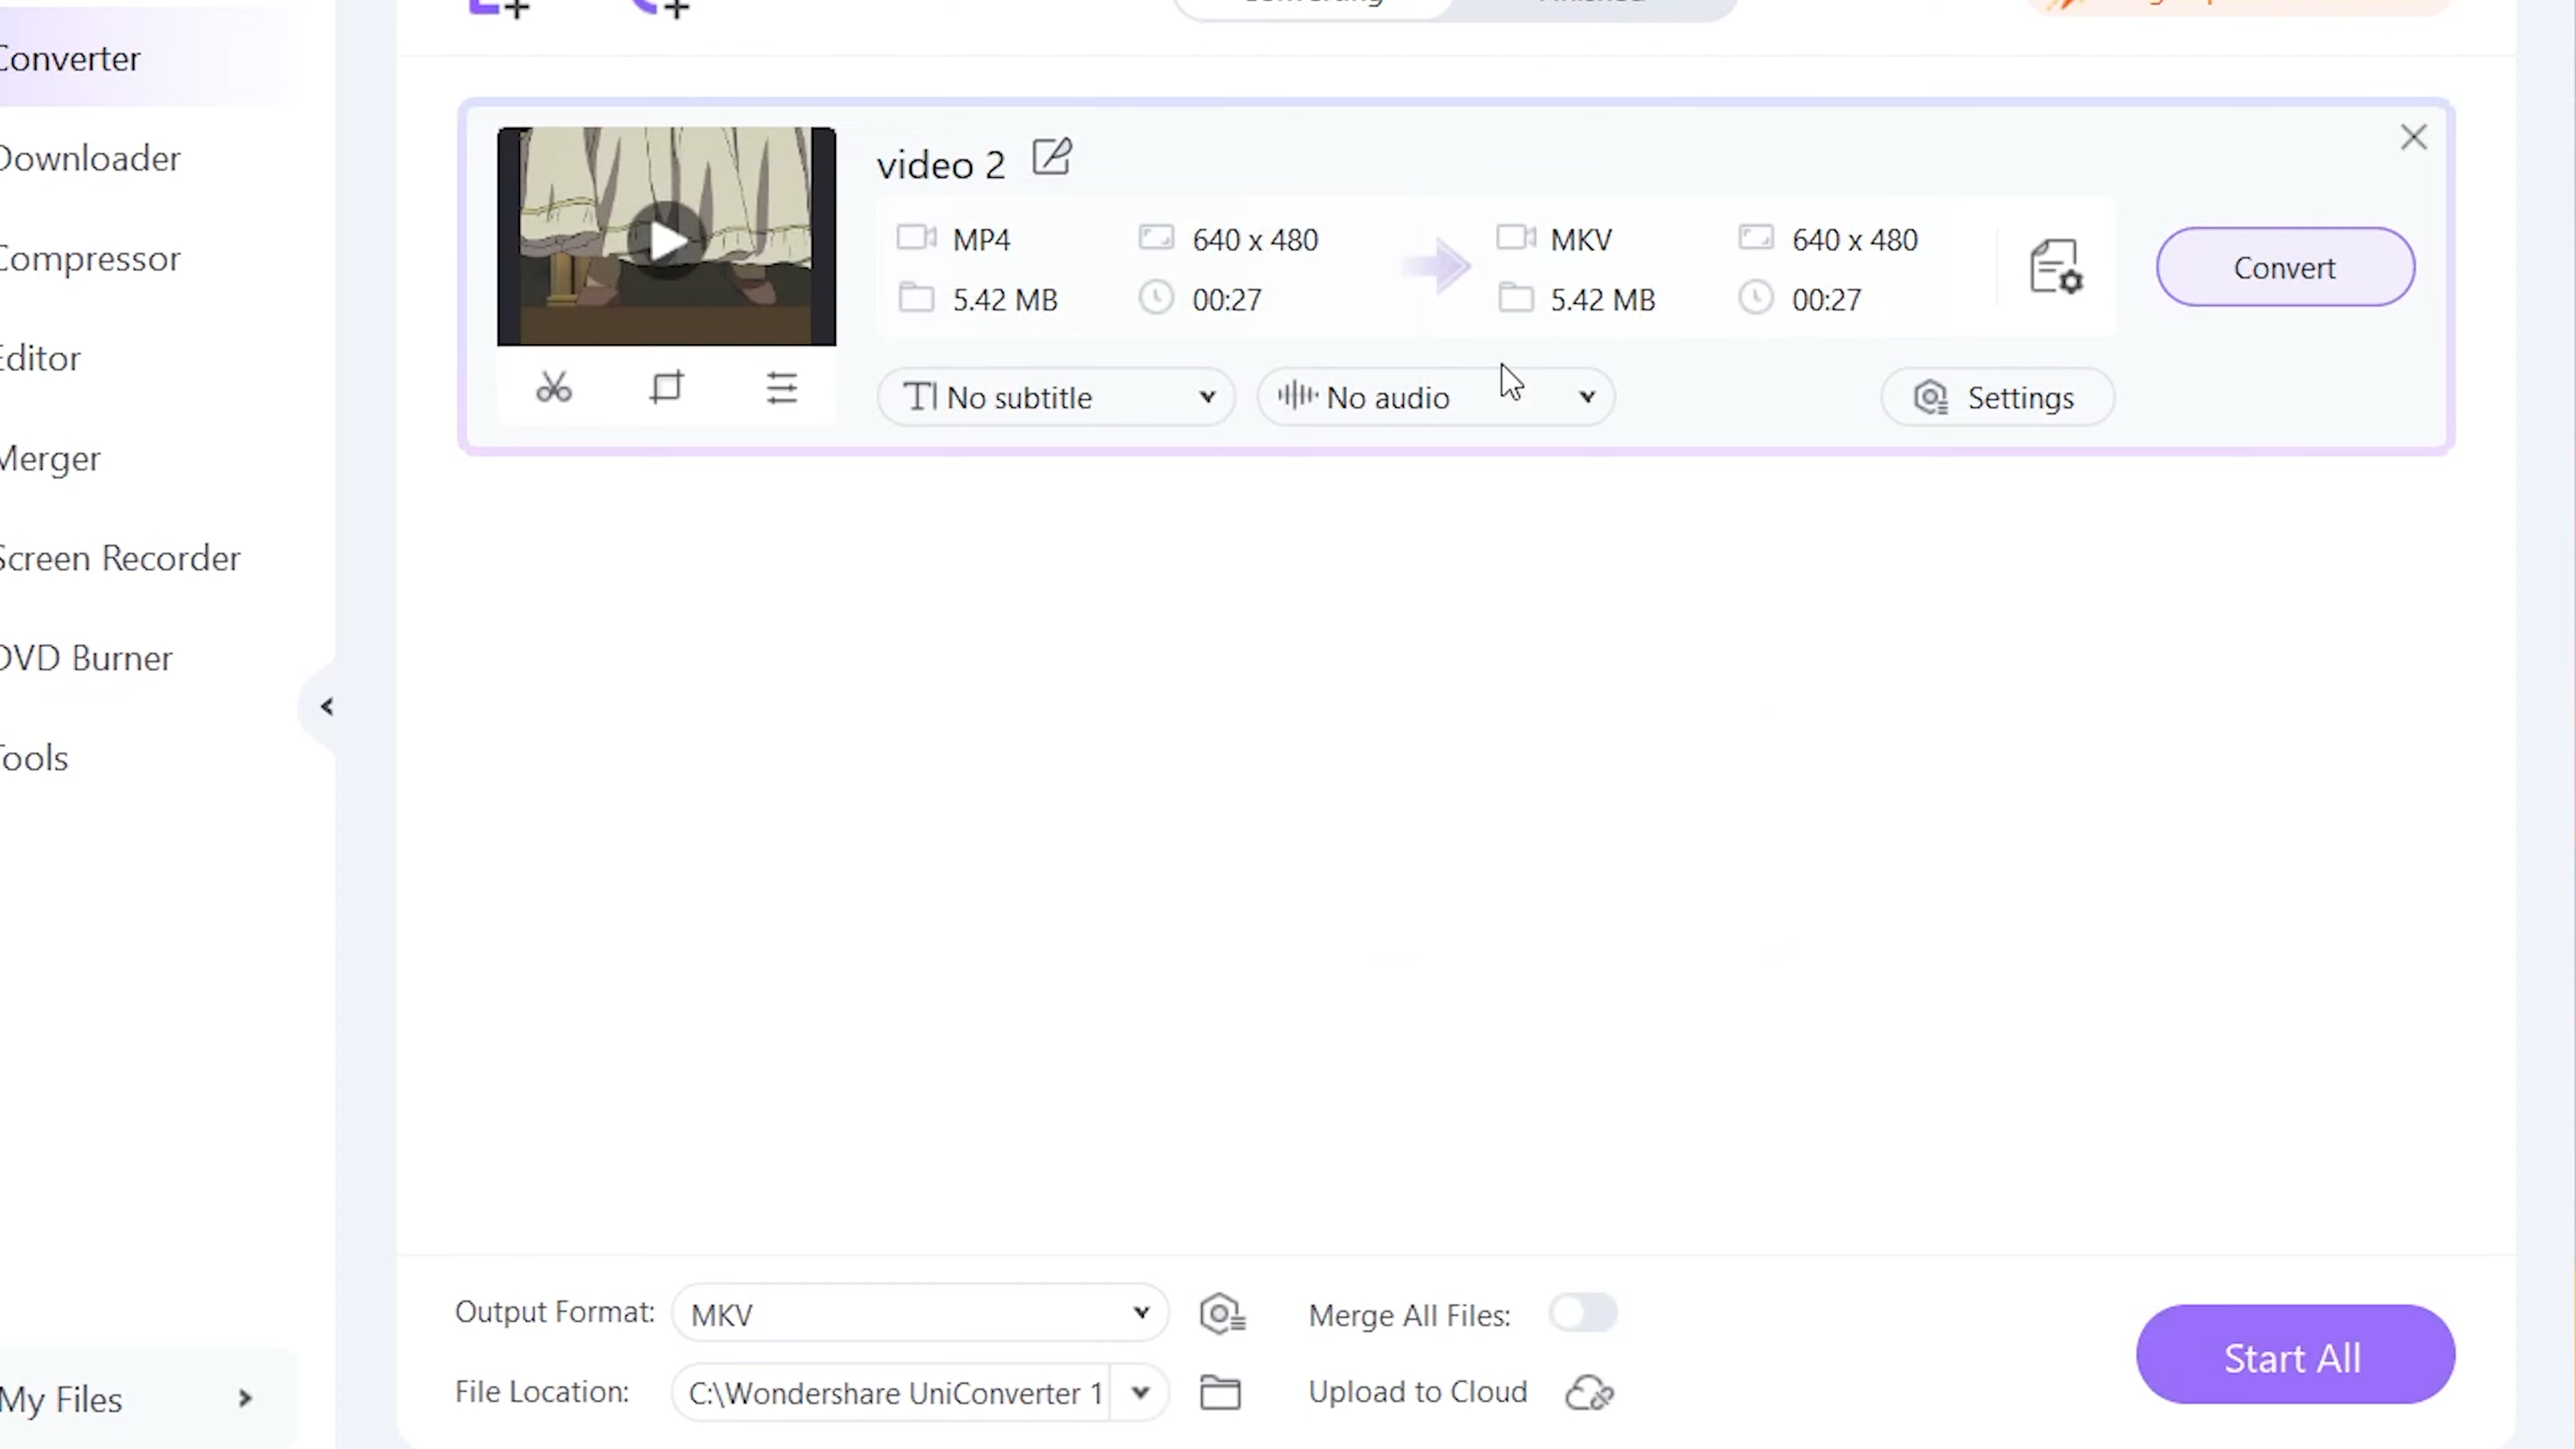 Converter
Downloader
Compressor
Editor
Merger
Screen Recorder
DVD Burner
Tools
My Files
Converting
Finished
video 2
MP4
640 x 480
5.42 MB
00:27
MKV
640 x 480
5.42 MB
00:27
Convert
No subtitle
No audio
Settings
Output Format:
MKV
Merge All Files:
File Location:
C:\Wondershare UniConverter 1
Upload to Cloud
Start All